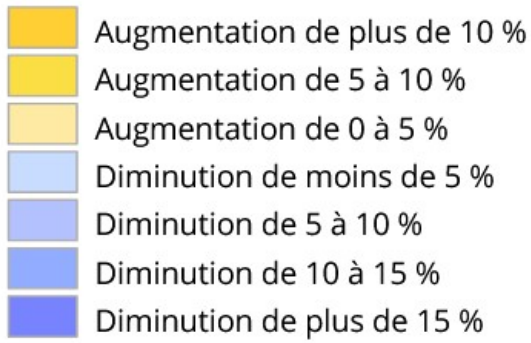 Augmentation de plus de 10 %
Augmentation de 5 à 10 %
Augmentation de 0 à 5 %
Diminution de moins de 5 %
Diminution de 5 à 10 %
Diminution de 10 à 15 %
Diminution de plus de 15 %